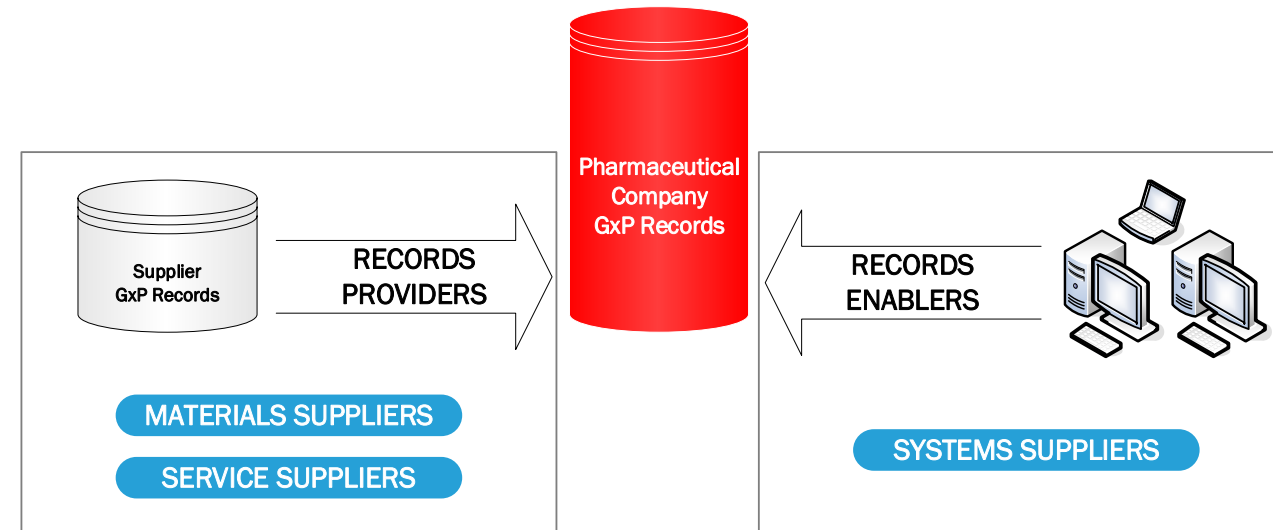 Pharmaceutical
Company
GxP Records
Supplier
GxP Records
RECORDS
PROVIDERS
RECORDS
ENABLERS
MATERIALS SUPPLIERS
SERVICE SUPPLIERS
SYSTEMS SUPPLIERS